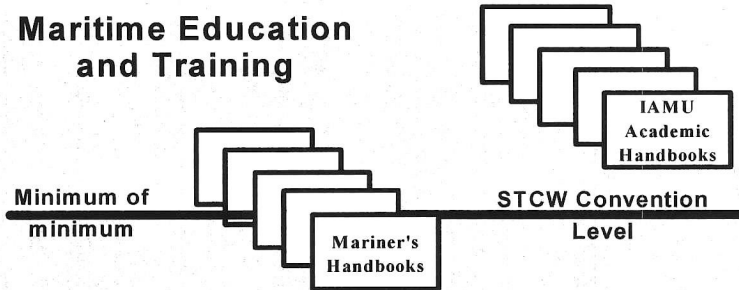 Maritime Education
and Training
IAMU
Academic
Handbooks
Minimum of
minimum
STCW Convention
Level
Mariner's
Handbooks